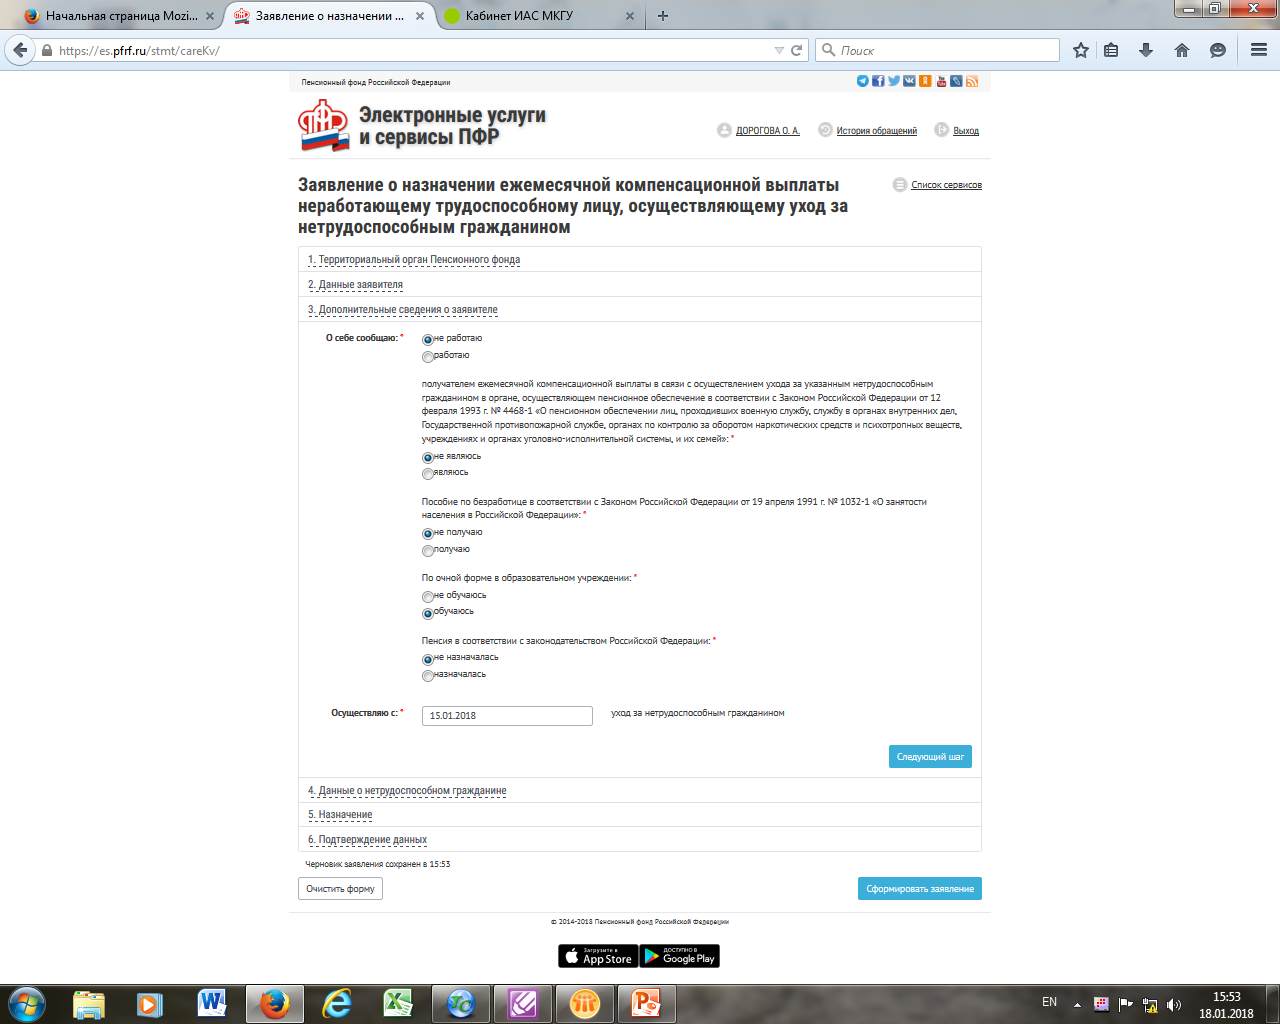 Начальная страница Mozi...
Заявление о назначении ...
Кабинет ИАС МКГУ
https://es.pfrf.ru/stmt/careKv/
Поиск
Пенсионный фонд Российской Федерации
Электронные услуги
и сервисы ПФР
ДОРОГОВА О. А.
История обращений
Выход
Заявление о назначении ежемесячной компенсационной выплаты
неработающему трудоспособному лицу, осуществляющему уход за
нетрудоспособным гражданином
Список сервисов
1. Территориальный орган Пенсионного фонда
2. Данные заявителя
3. Дополнительные сведения о заявителе
О себе сообщаю: *
не работаю
работаю
получателем ежемесячной компенсационной выплаты в связи с осуществлением ухода за указанным нетрудоспособным
гражданином в органе, осуществляющем пенсионное обеспечение в соответствии с Законом Российской Федерации от 12
февраля 1993 г. № 4468-1 «О пенсионном обеспечении лиц, проходивших военную службу, службу в органах внутренних дел,
Государственной противопожарной службе, органах по контролю за оборотом наркотических средств и психотропных веществ,
учреждениях и органах уголовно-исполнительной системы, и их семей»: *
не являюсь
являюсь
Пособие по безработице в соответствии с Законом Российской Федерации от 19 апреля 1991 г. № 1032-1 «О занятости
населения в Российской Федерации»: *
не получаю
получаю
По очной форме в образовательном учреждении: *
не обучаюсь
обучаюсь
Пенсия в соответствии с законодательством Российской Федерации: *
не назначалась
назначалась
Осуществляю с: *
15.01.2018
уход за нетрудоспособным гражданином
Следующий шаг
4. Данные о нетрудоспособном гражданине
5. Назначение
6. Подтверждение данных
Черновик заявления сохранен в 15:53
Очистить форму
Сформировать заявление
© 2014-2018 Пенсионный фонд Российской Федерации
Загрузите в
App Store
ДОСТУПНО В
Google Play
EN
15:53
18.01.2018